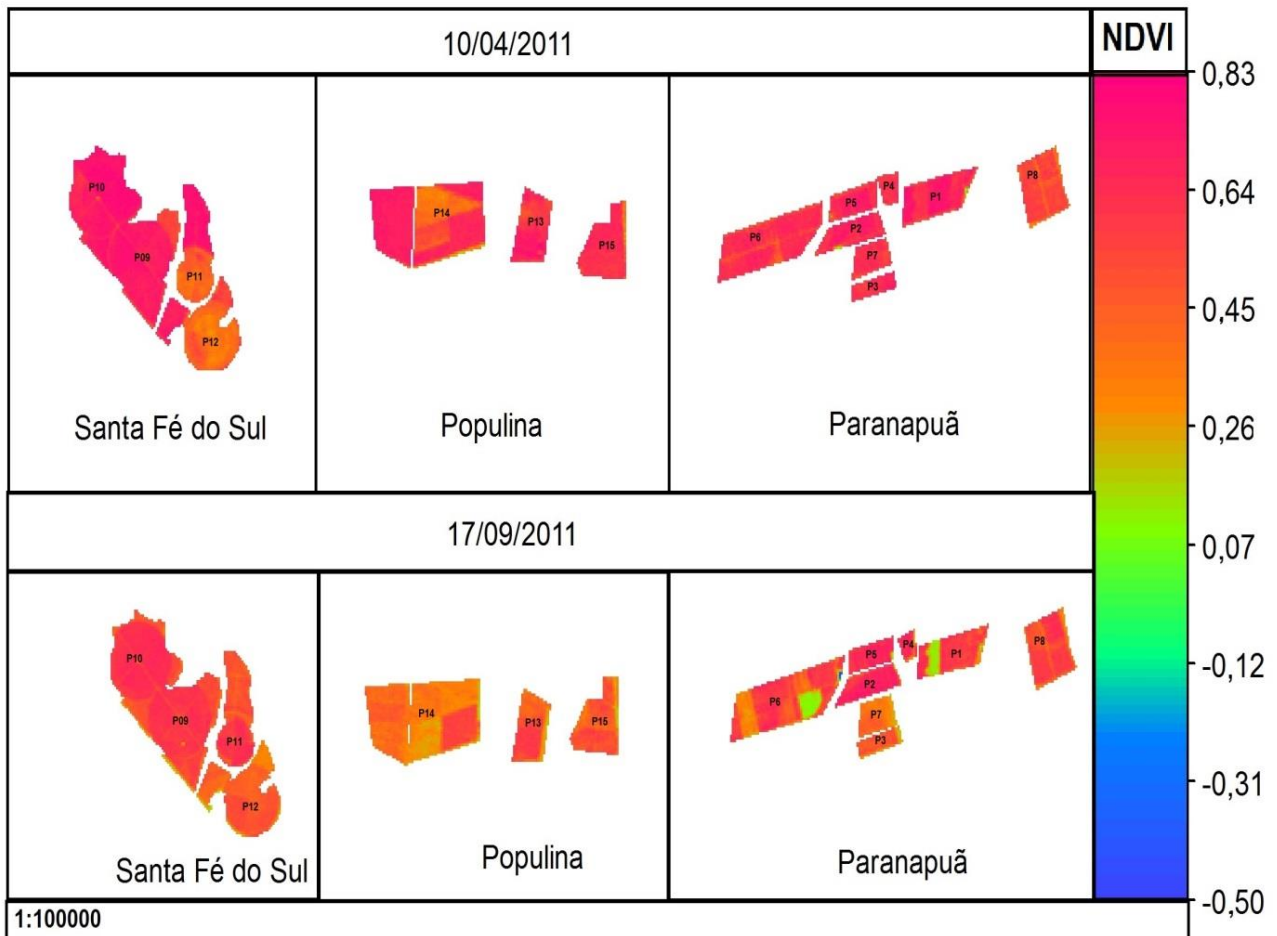 10/04/2011
NDVI
P10
P09
P11
P12
Santa Fé do Sul
P14
P13
P15
Populina
P6
P5
P4
P2
P1
P7
P3
P8
Paranapuã
17/09/2011
P10
P09
P11
P12
Santa Fé do Sul
P14
P13
P15
Populina
P6
P5
P4
P2
P1
P7
P3
P8
Paranapuã
0,83
0,64
0,45
0,26
0,07
-0,12
-0,31
-0,50
1:100000